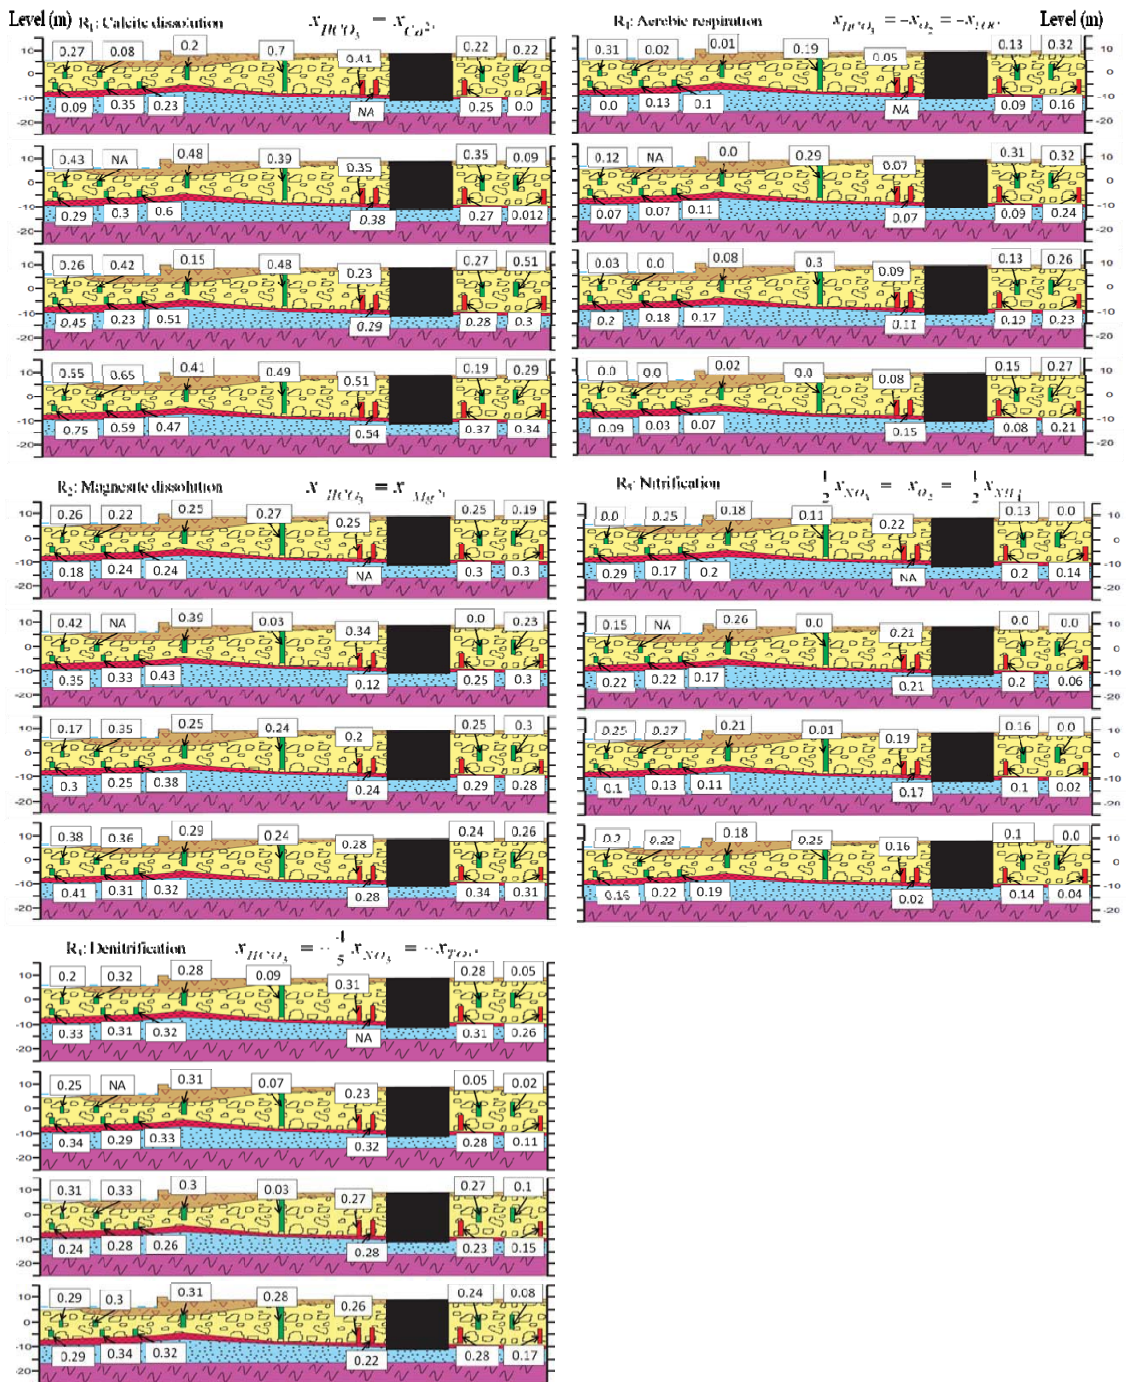 Level (m)
R₁: Calcite dissolution
0.27 0.08 0.2 0.7 0.41 0.22 0.22
0.09 0.35 0.23 NA 0.25 0.0
0.43 NA 0.48 0.39 0.35 0.35 0.09
0.29 0.3 0.6 0.38 0.27 0.012
0.26 0.42 0.15 0.48 0.23 0.27 0.51
0.45 0.23 0.51 0.29 0.28 0.3
0.55 0.65 0.41 0.49 0.51 0.19 0.29
0.75 0.59 0.47 0.54 0.37 0.34
R₂: Magnesite dissolution
0.26 0.22 0.25 0.27 0.25 0.25 0.19
0.18 0.24 0.24 NA 0.3 0.3
0.42 NA 0.39 0.03 0.34 0.0 0.23
0.35 0.33 0.43 0.12 0.25 0.3
0.17 0.35 0.25 0.24 0.2 0.25 0.3
0.3 0.25 0.38 0.24 0.29 0.28
0.38 0.36 0.29 0.24 0.28 0.24 0.26
0.41 0.31 0.32 0.28 0.34 0.31
Denitrification
0.2 0.32 0.28 0.09 0.31 0.28 0.05
0.33 0.31 0.32 NA 0.31 0.26
0.25 NA 0.31 0.07 0.23 0.05 0.02
0.34 0.29 0.33 0.32 0.28 0.11
0.31 0.33 0.3 0.03 0.27 0.27 0.1
0.24 0.28 0.26 0.28 0.23 0.15
0.29 0.3 0.31 0.28 0.26 0.24 0.08
0.29 0.34 0.32 0.22 0.28 0.17
Aerobic respiration
Level (m)
0.31 0.02 0.01 0.19 0.05 0.13 0.32
0.0 0.13 0.1 NA 0.09 0.16
0.12 NA 0.0 0.29 0.07 0.31 0.32
0.07 0.07 0.11 0.07 0.09 0.24
0.03 0.0 0.08 0.3 0.09 0.13 0.26
0.2 0.18 0.17 0.11 0.19 0.23
0.0 0.0 0.02 0.0 0.08 0.15 0.27
0.09 0.03 0.07 0.15 0.08 0.21
Nitrification
0.0 0.25 0.18 0.11 0.22 0.13 0.0
0.29 0.17 0.2 NA 0.2 0.14
0.15 NA 0.26 0.0 0.21 0.0 0.0
0.22 0.22 0.17 0.21 0.2 0.06
0.25 0.27 0.21 0.01 0.19 0.16 0.0
0.1 0.13 0.11 0.17 0.1 0.02
0.2 0.22 0.18 0.25 0.16 0.1 0.0
0.16 0.22 0.19 0.02 0.14 0.04